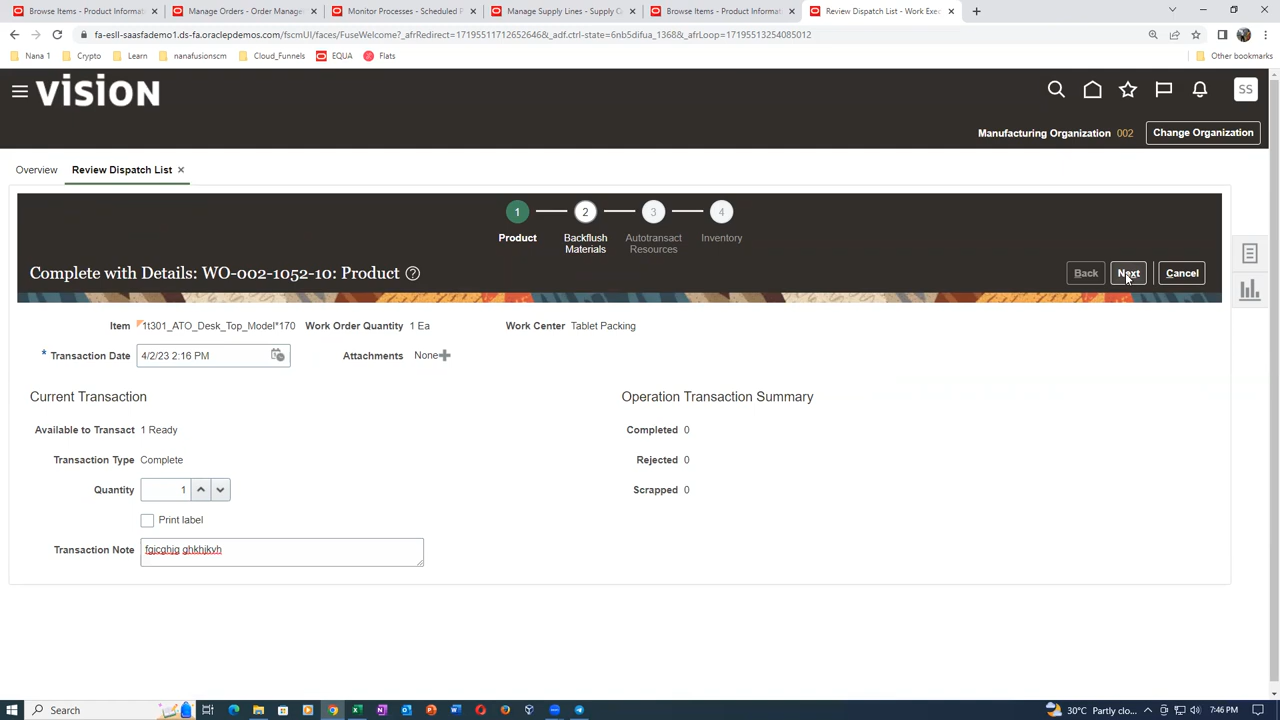 Browse Items - Product Informati
Manage Orders - Order Manage
Monitor Processes - Scheduled P
Manage Supply Lines - Supply C
Browse Items - Product Informati
Review Dispatch List - Work Exec
fa-esll-saasfademo1.ds-fa.oraclepdemos.com/fscmUI/faces/FuseWelcome?_afrRedirect=17195511712652646&_adf.ctrl-state=6nb5difua_1368&_afrLoop=17195513254085012
Nana 1
Crypto
Learn
nanafusionscm
Cloud_Funnels
EQUA
Flats
Other bookmarks
VISION
SS
Manufacturing Organization 002
Change Organization
Overview
Review Dispatch List
1
2
3
4
Product
Backflush Materials
Autotransact Resources
Inventory
Complete with Details: WO-002-1052-10: Product
Back
Next
Cancel
Item 1t301_ATO_Desk_Top_Model*170
Work Order Quantity 1 Ea
Work Center Tablet Packing
* Transaction Date 4/2/23 2:16 PM
Attachments None
Current Transaction
Operation Transaction Summary
Available to Transact 1 Ready
Completed 0
Transaction Type Complete
Rejected 0
Quantity 1
Scrapped 0
Print label
Transaction Note fgjcghjg ghkhjkvh
Search
30°C Partly clo...
7:46 PM